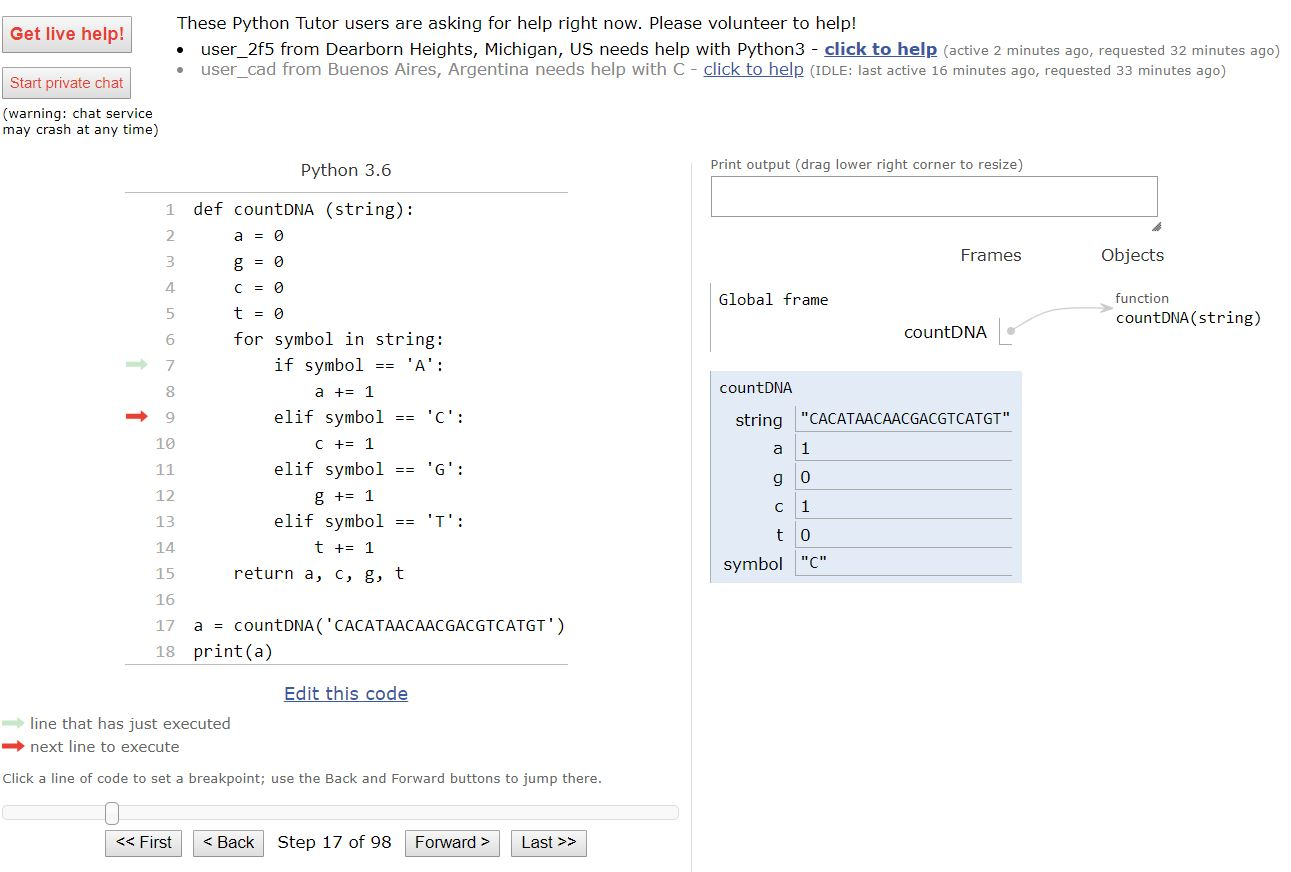 Get live help!
These Python Tutor users are asking for help right now. Please volunteer to help!
• user_2f5 from Dearborn Heights, Michigan, US needs help with Python3 - click to help (active 2 minutes ago, requested 32 minutes ago)
• user_cad from Buenos Aires, Argentina needs help with C - click to help (IDLE: last active 16 minutes ago, requested 33 minutes ago)
Start private chat
(warning: chat service
may crash at any time)
Python 3.6
1 def countDNA (string):
2     a = 0
3     g = 0
4     c = 0
5     t = 0
6     for symbol in string:
7         if symbol == 'A':
8             a += 1
9         elif symbol == 'C':
10             c += 1
11         elif symbol == 'G':
12             g += 1
13         elif symbol == 'T':
14             t += 1
15     return a, c, g, t
16
17 a = countDNA('CACATAACAACGACGTCATGT')
18 print(a)
Edit this code
line that has just executed
next line to execute
Click a line of code to set a breakpoint; use the Back and Forward buttons to jump there.
<< First < Back Step 17 of 98 Forward > Last >>
Print output (drag lower right corner to resize)
Frames Objects
Global frame
countDNA
function
countDNA(string)
countDNA
string "CACATAACAACGACGTCATGT"
a 1
g 0
c 1
t 0
symbol "C"